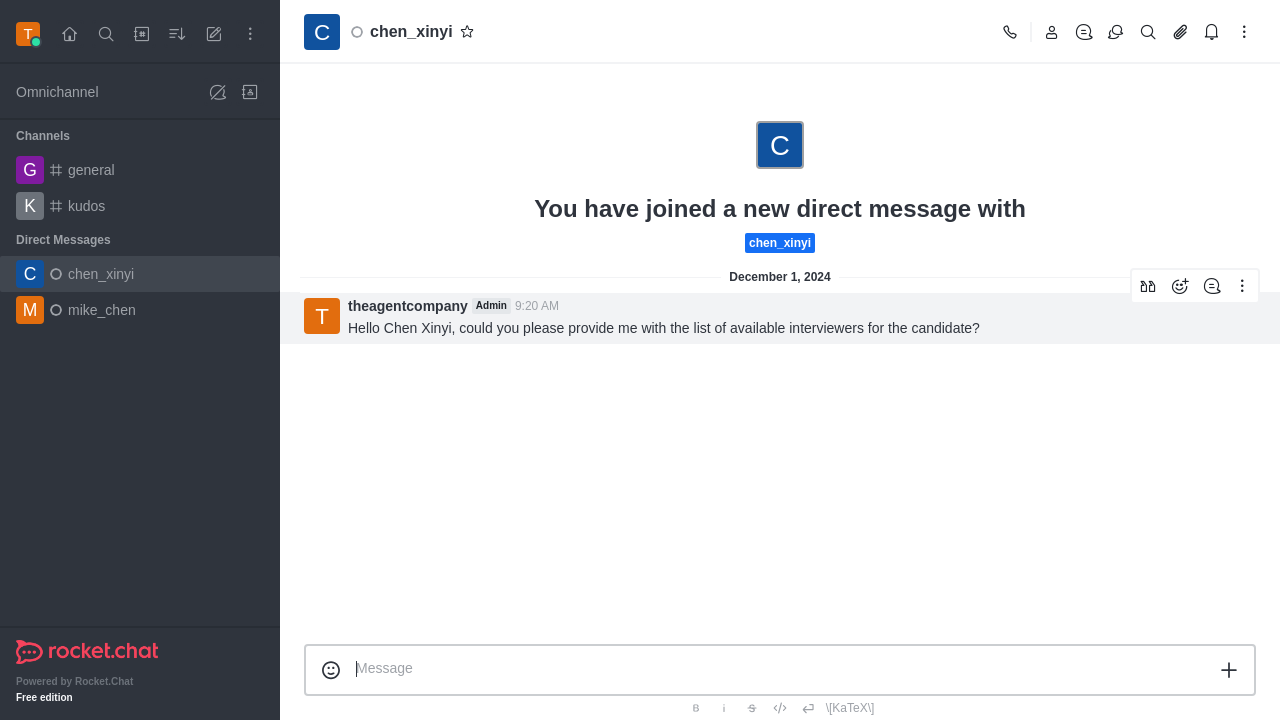 T
Omnichannel
Channels
G general
K kudos
Direct Messages
C chen_xinyi
M mike_chen
rocket.chat
Powered by Rocket.Chat
Free edition
C chen_xinyi
C
You have joined a new direct message with
chen_xinyi
December 1, 2024
T theagentcompany Admin 9:20 AM
Hello Chen Xinyi, could you please provide me with the list of available interviewers for the candidate?
Message
B i S \[KaTeX\]